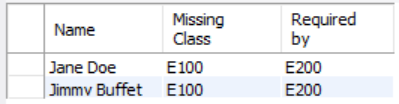 Name Missing Class Required by
Jane Doe E100 E200
Jimmy Buffet E100 E200